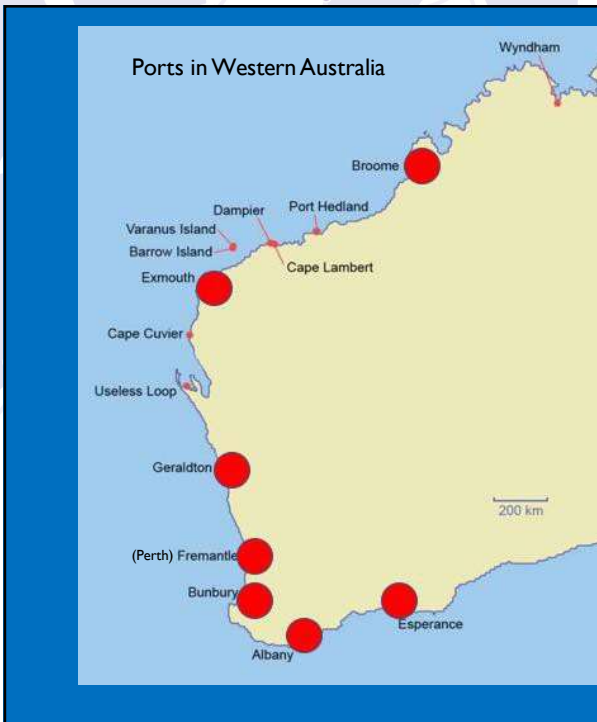 Ports in Western Australia
Wyndham
Broome
Port Hedland
Dampier
Varanus Island
Barrow Island
Cape Lambert
Exmouth
Cape Cuvier
Useless Loop
Geraldton
200 km
(Perth) Fremantle
Bunbury
Esperance
Albany